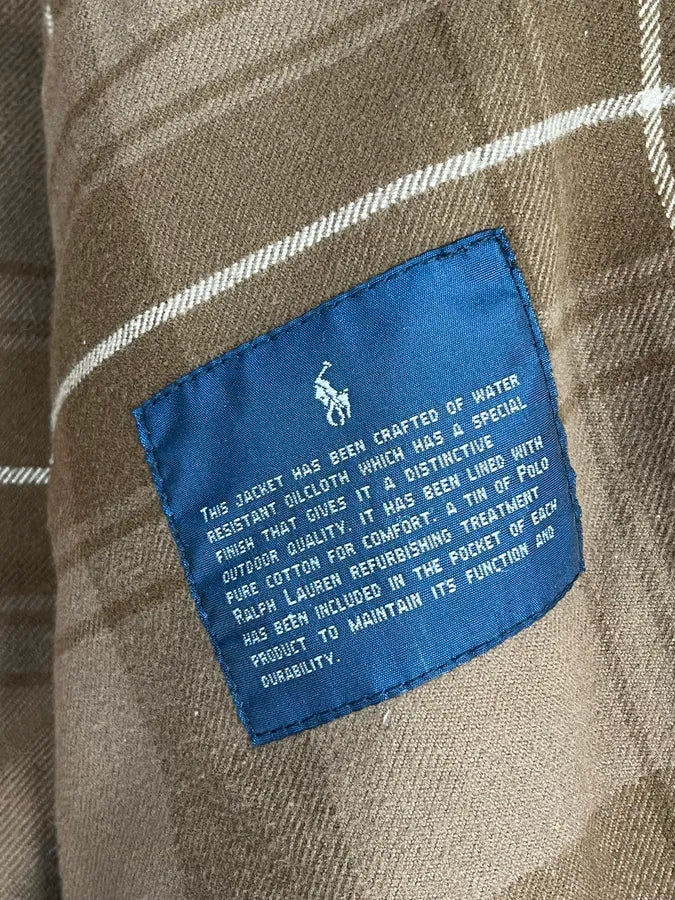 This jacket has been crafted of water
resistant oilcloth which has a special
finish that gives it a distinctive
outdoor quality. It has been lined with
pure cotton for comfort. A tin of Polo
Ralph Lauren refurbishing treatment
has been included in the pocket of each
product to maintain its function and
durability.